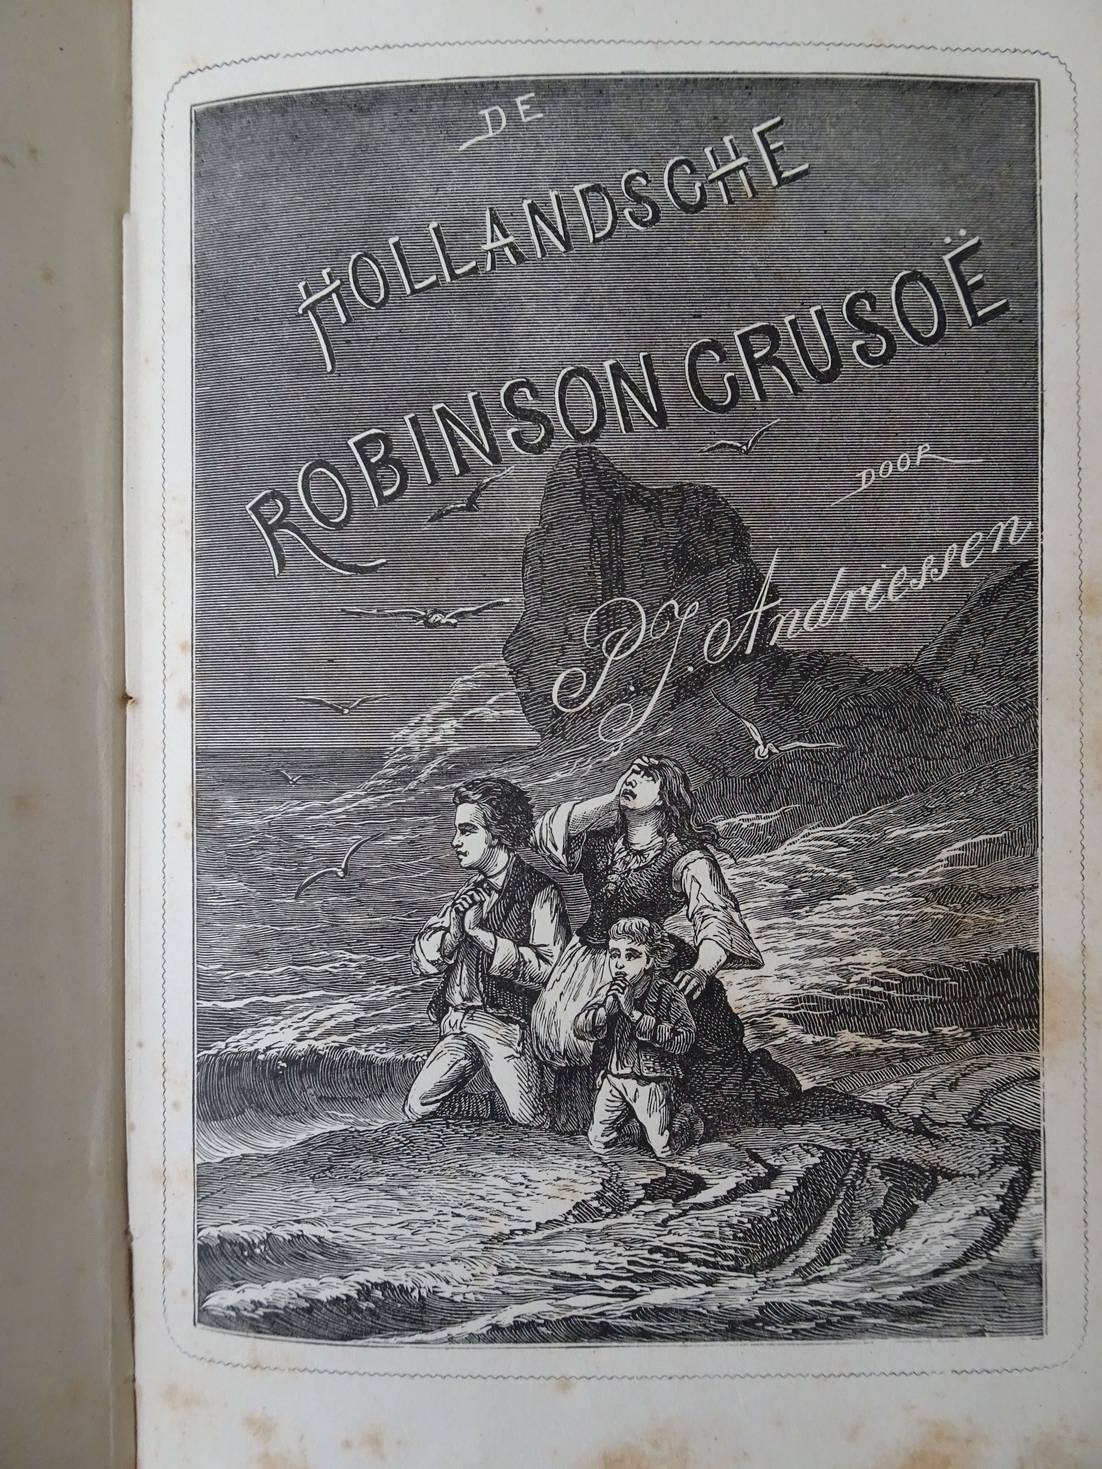 DE
HOLLANDSCHE
ROBINSON CRUSOË
DOOR
P. J. Andriessen